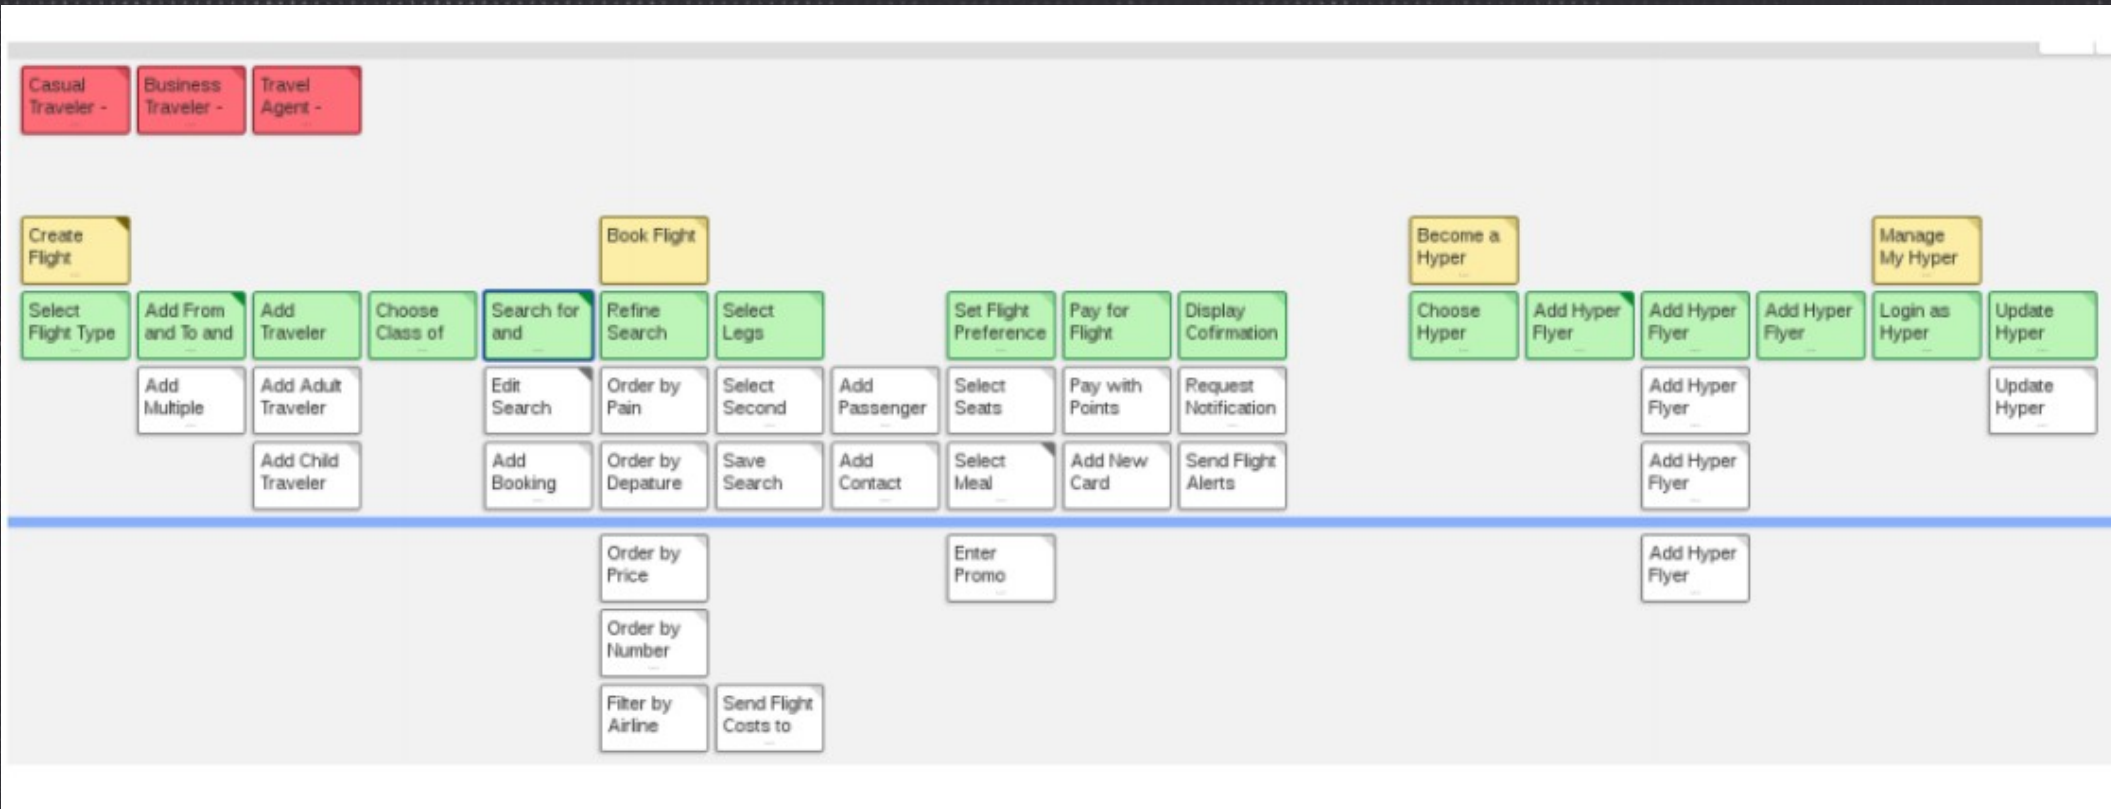 Casual
Traveler -
Business
Traveler -
Travel
Agent -
Create
Flight
Book Flight
Become a
Hyper
Manage
My Hyper
Select
Flight Type
Add From
and To and
Add
Traveler
Choose
Class of
Search for
and
Refine
Search
Select
Legs
Set Flight
Preference
Pay for
Flight
Display
Cofirmation
Choose
Hyper
Add Hyper
Flyer
Add Hyper
Flyer
Add Hyper
Flyer
Login as
Hyper
Update
Hyper
Add
Multiple
Add Adult
Traveler
Edit
Search
Order by
Pain
Select
Second
Add
Passenger
Select
Seats
Pay with
Points
Request
Notification
Add Hyper
Flyer
Update
Hyper
Add Child
Traveler
Add
Booking
Order by
Depature
Save
Search
Add
Contact
Select
Meal
Add New
Card
Send Flight
Alerts
Add Hyper
Flyer
Order by
Price
Enter
Promo
Add Hyper
Flyer
Order by
Number
Filter by
Airline
Send Flight
Costs to